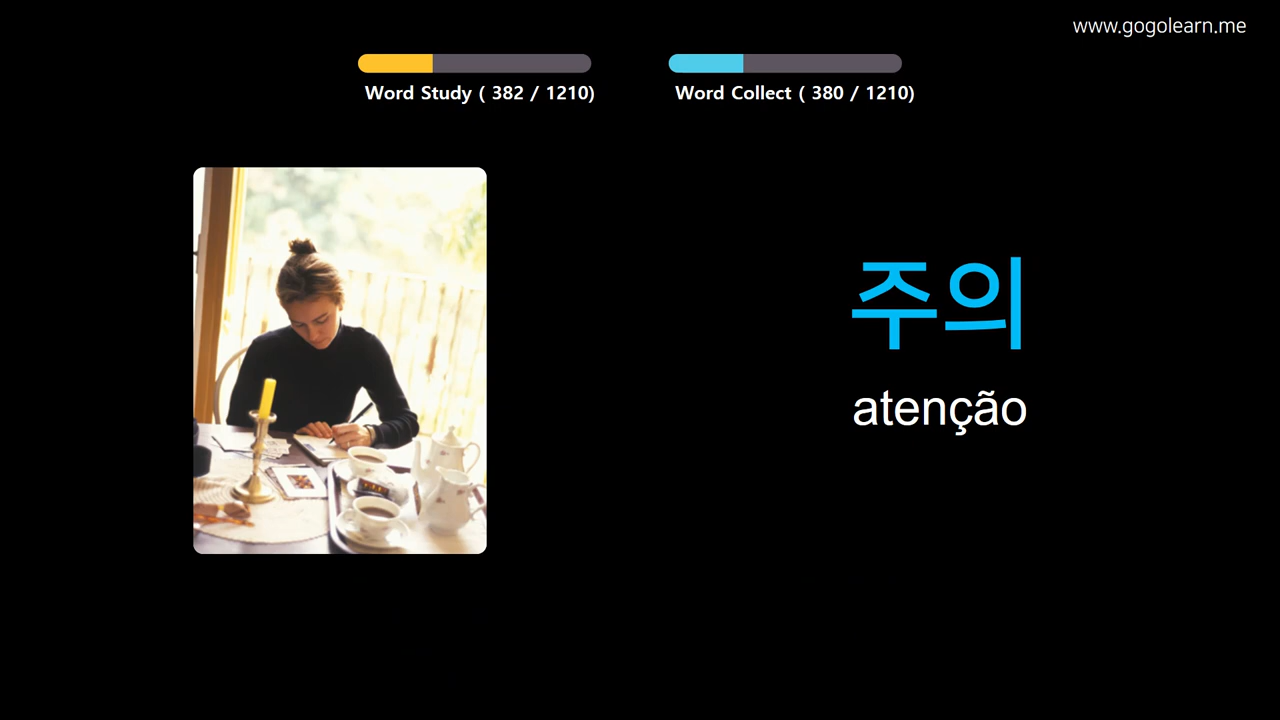 www.gogolearn.me
Word Study ( 382 / 1210)
Word Collect ( 380 / 1210)
주의
atenção